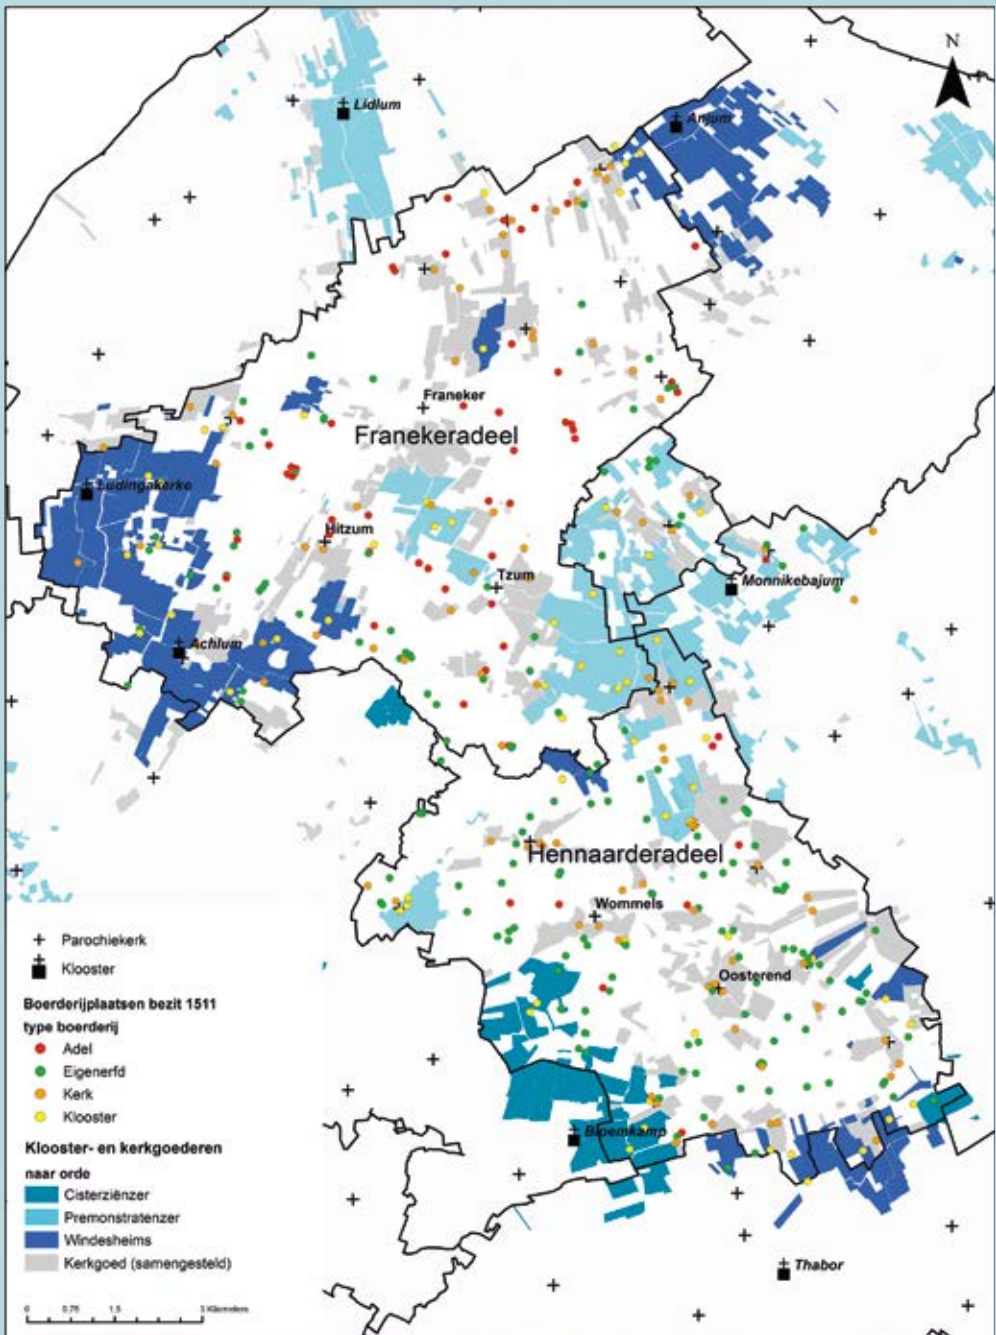 N
Lidlum
Anjum
Franeker
Franekeradeel
Ludingakerke
Hitzum
Tzum
Monnikebajum
Achlum
Hennaarderadeel
Wommels
Oosterend
Bloemkamp
Thabor
Parochiekerk
Klooster
Boerderijplaatsen bezit 1511
type boerderij
Adel
Eigenerfd
Kerk
Klooster
Klooster- en kerkgoederen
naar orde
Cisterziënzer
Premonstratenzer
Windesheims
Kerkgoed (samengesteld)
0 0,75 1,5 3 Kilometers